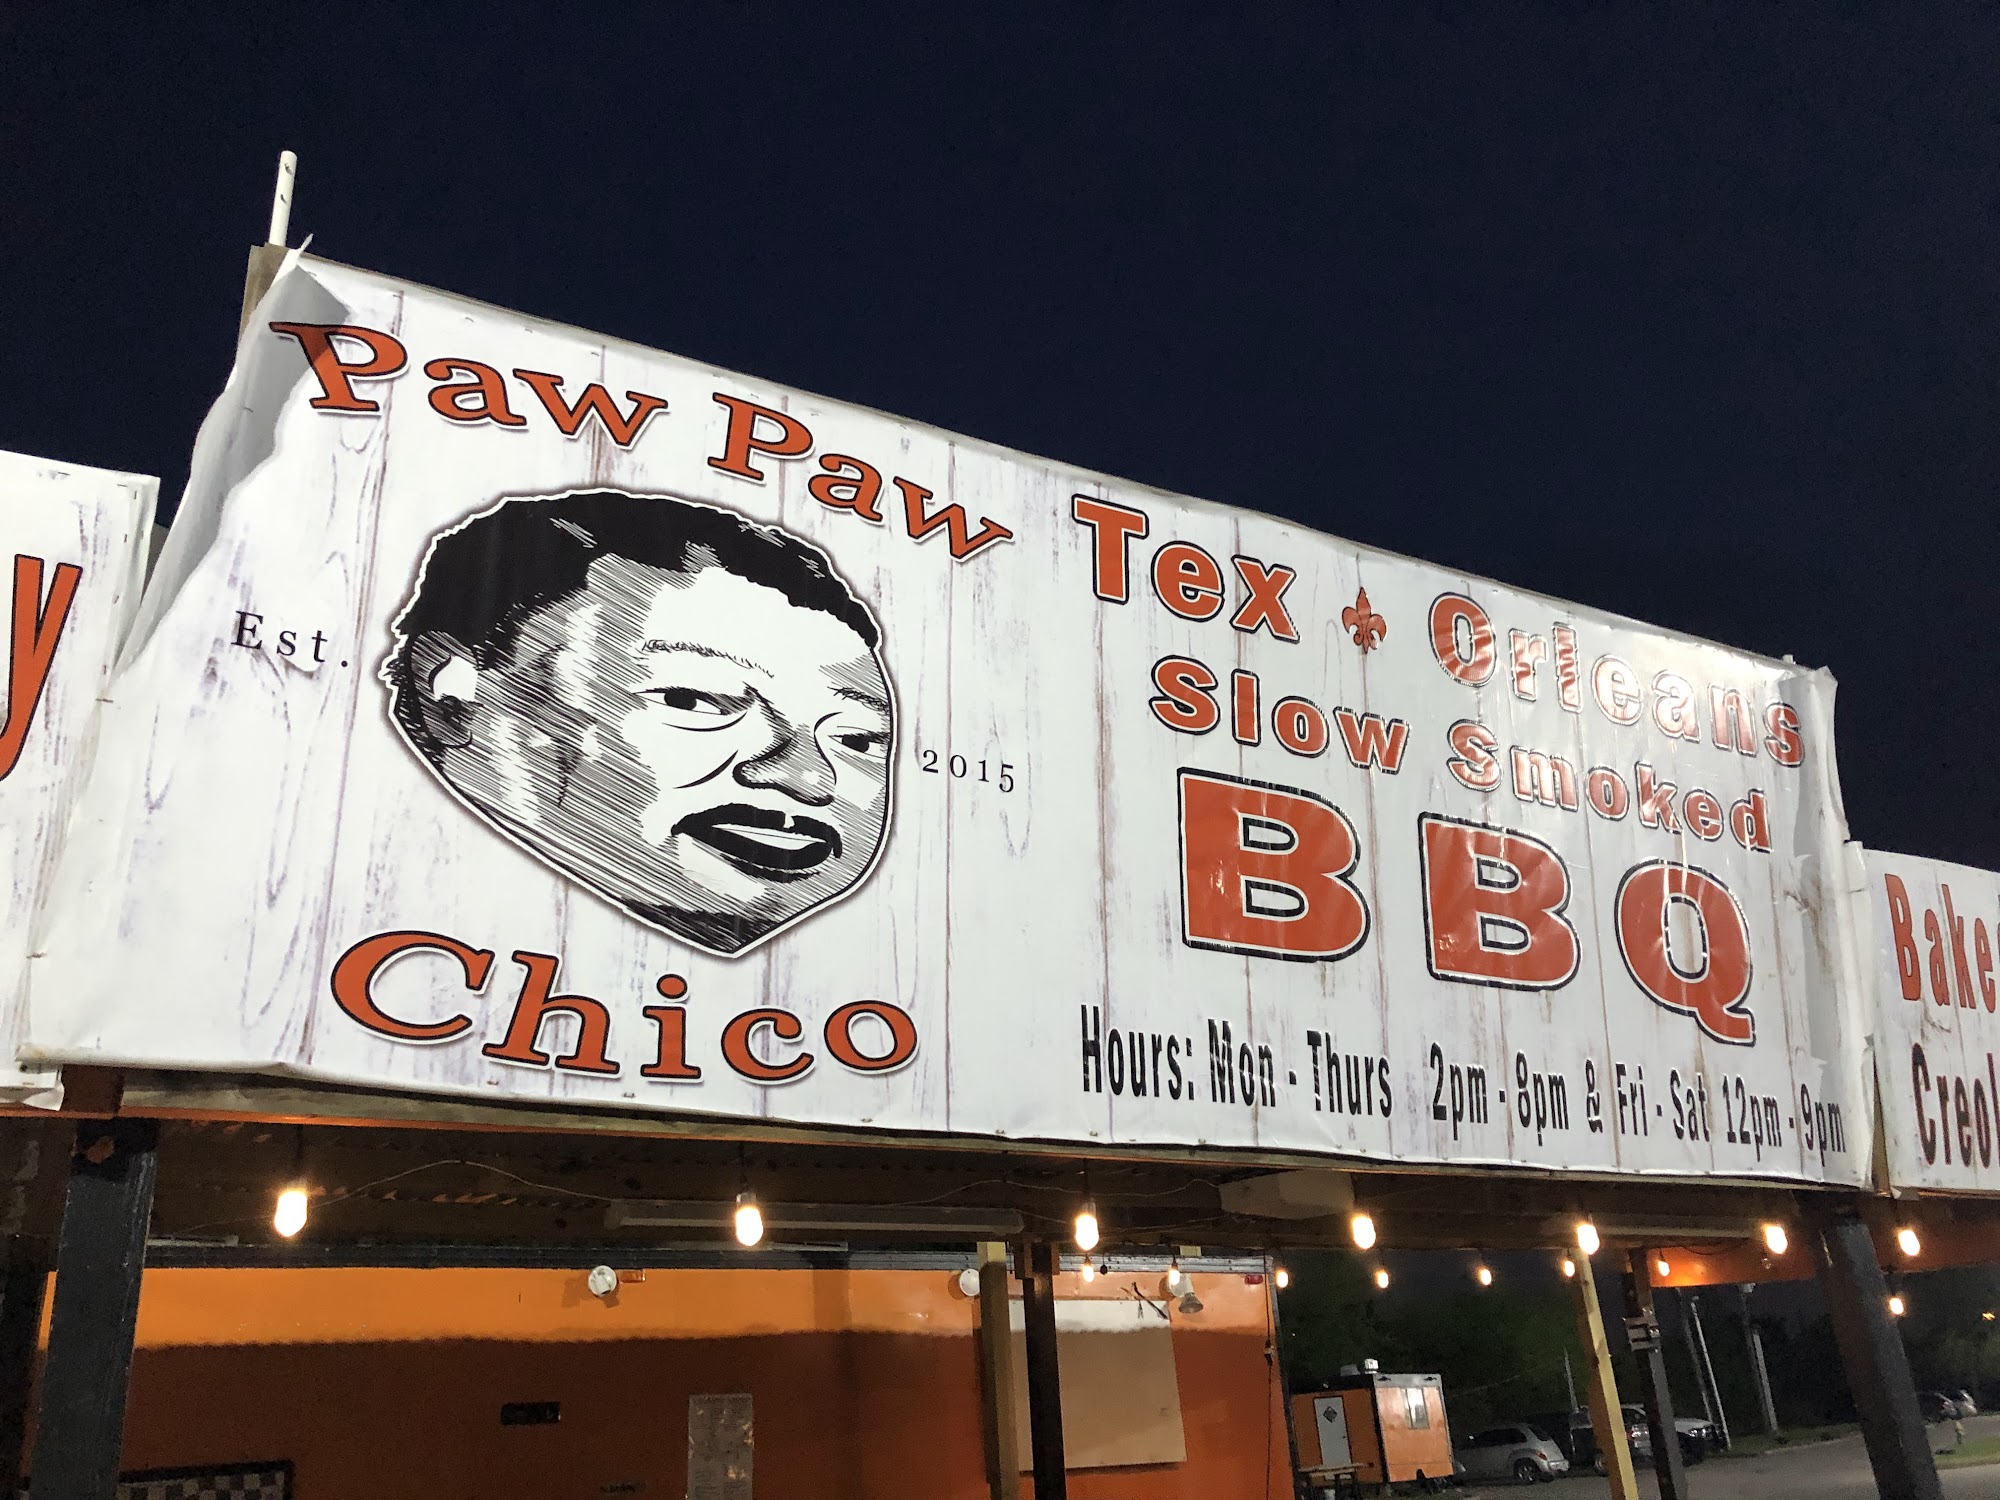 Paw Paw
Est.
2015
Chico
Tex Orleans
Slow Smoked
BBQ
Hours: Mon - Thurs 2pm - 8pm & Fri - Sat 12pm - 9pm